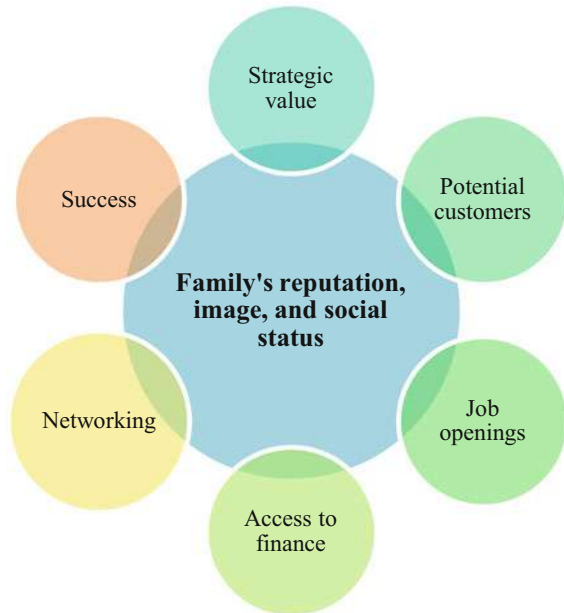 Strategic
value
Potential
customers
Job
openings
Access to
finance
Networking
Success
Family's reputation,
image, and social
status